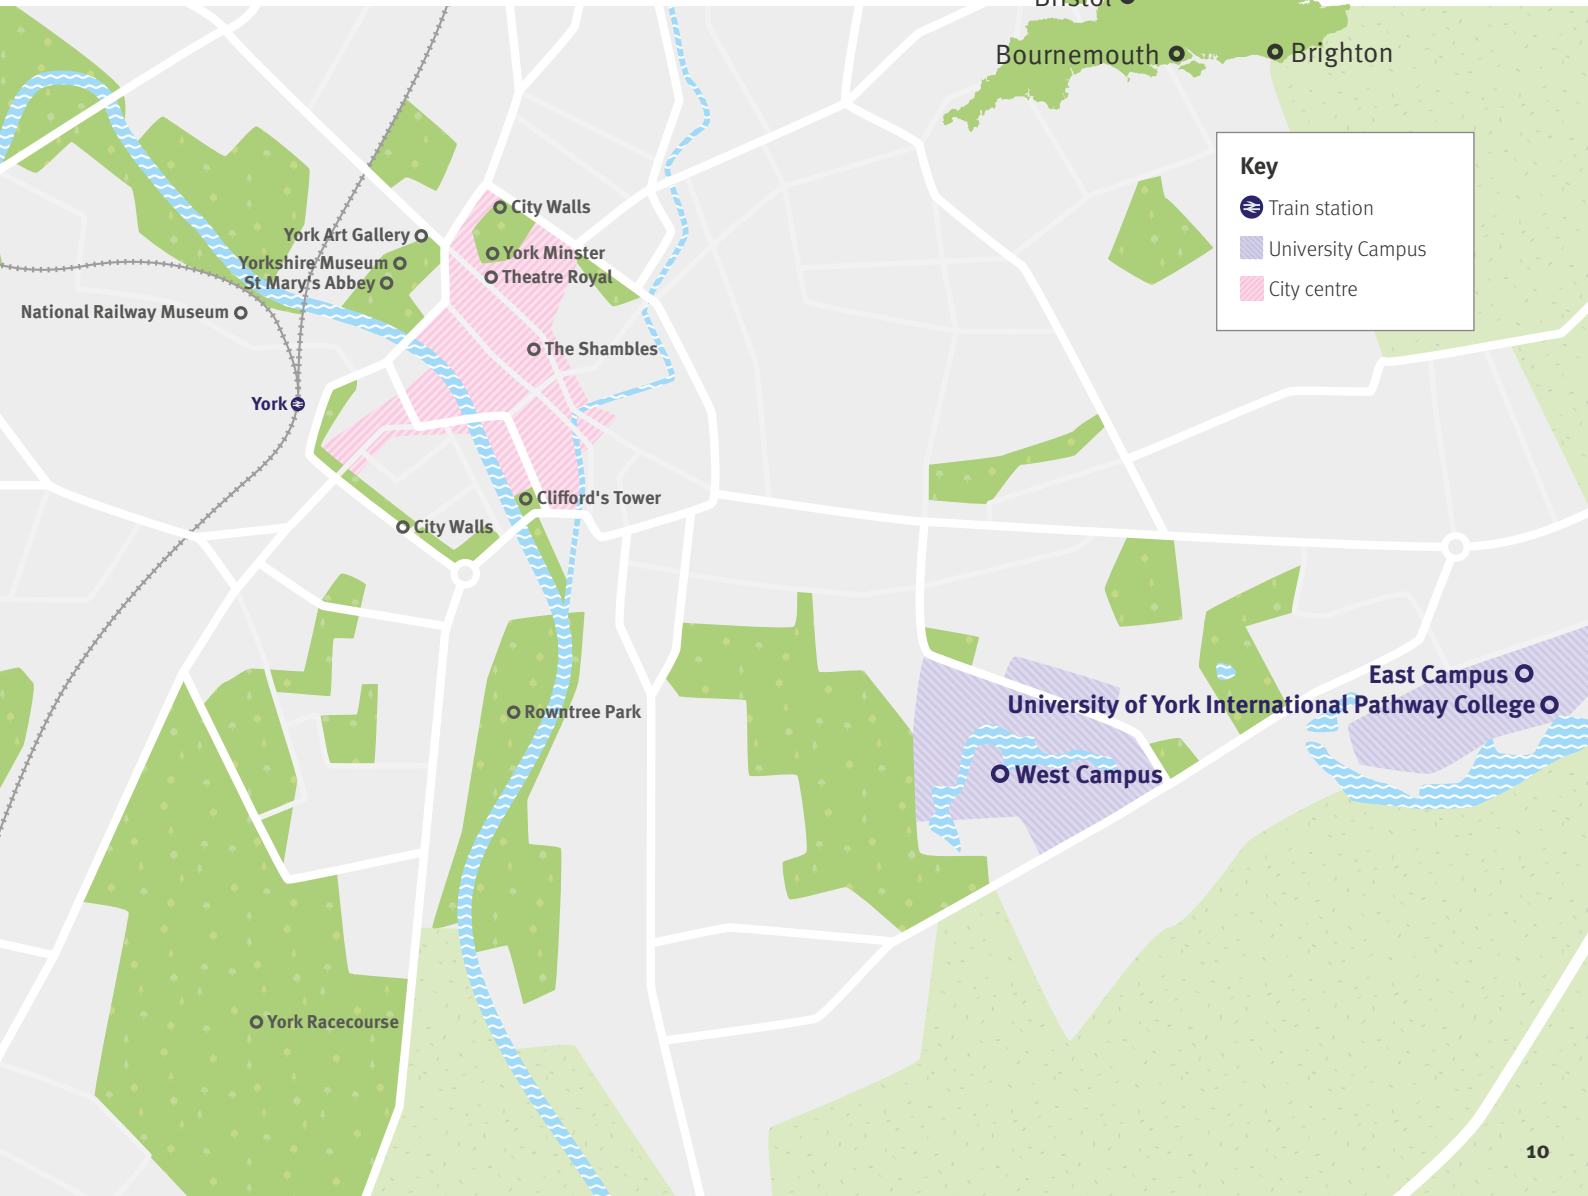 Bristol
Bournemouth
Brighton
Key
Train station
University Campus
City centre
City Walls
York Art Gallery
York Minster
Yorkshire Museum
Theatre Royal
St Mary's Abbey
National Railway Museum
The Shambles
York
Clifford's Tower
City Walls
East Campus
University of York International Pathway College
Rowntree Park
West Campus
York Racecourse
10